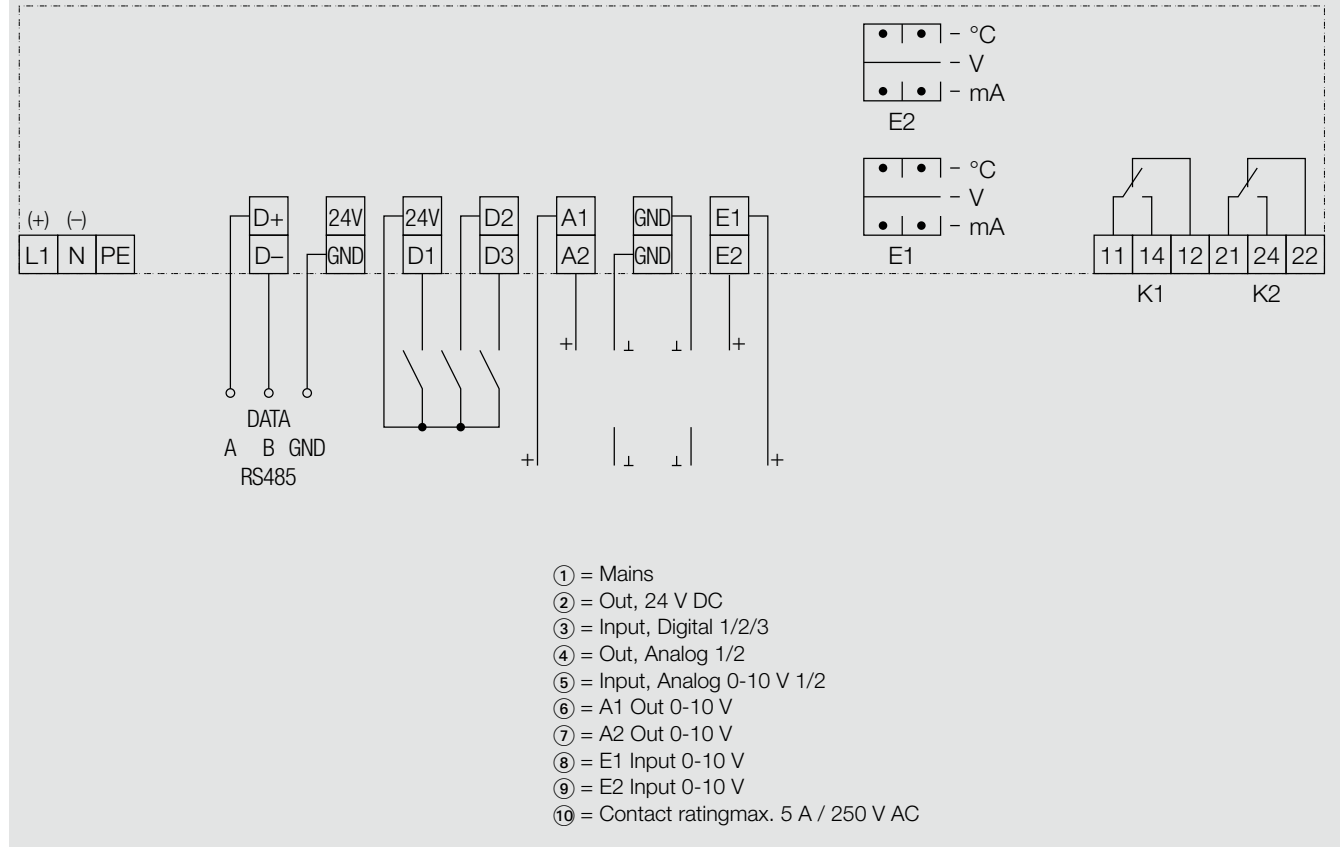 - °C
- V
- mA
E2
- °C
- V
- mA
E1
(+) (–)
L1 N PE
D+ 24V 24V D2 A1 GND E1
D– GND D1 D3 A2 GND E2
11 14 12 21 24 22
K1 K2
+ ⊥ ⊥ +
DATA
A B GND
RS485
+ ⊥ ⊥ +
① = Mains
② = Out, 24 V DC
③ = Input, Digital 1/2/3
④ = Out, Analog 1/2
⑤ = Input, Analog 0-10 V 1/2
⑥ = A1 Out 0-10 V
⑦ = A2 Out 0-10 V
⑧ = E1 Input 0-10 V
⑨ = E2 Input 0-10 V
⑩ = Contact ratingmax. 5 A / 250 V AC